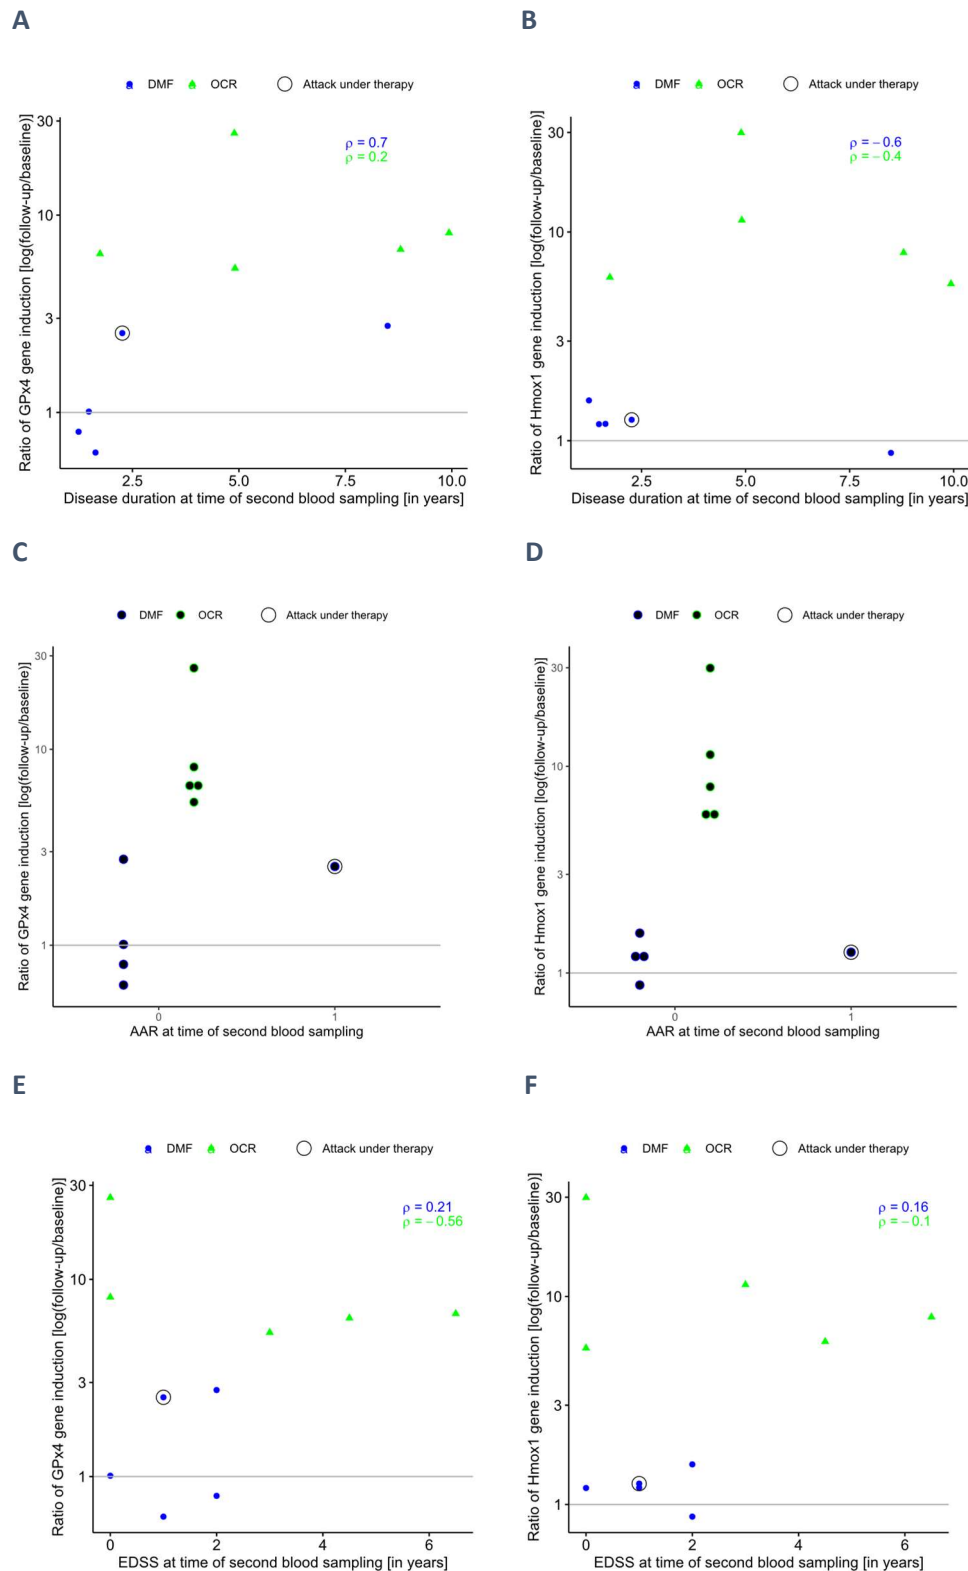 A
B
DMF OCR Attack under therapy
DMF OCR Attack under therapy
Ratio of GPx4 gene induction [log(follow-up/baseline)]
30
10
3
1
ρ = 0.7
ρ = 0.2
2.5 5.0 7.5 10.0
Disease duration at time of second blood sampling [in years]
Ratio of Hmox1 gene induction [log(follow-up/baseline)]
30
10
3
1
ρ = − 0.6
ρ = − 0.4
2.5 5.0 7.5 10.0
Disease duration at time of second blood sampling [in years]
C
D
DMF OCR Attack under therapy
DMF OCR Attack under therapy
Ratio of GPx4 gene induction [log(follow-up/baseline)]
30
10
3
1
0 1
AAR at time of second blood sampling
Ratio of Hmox1 gene induction [log(follow-up/baseline)]
30
10
3
1
0 1
AAR at time of second blood sampling
E
F
DMF OCR Attack under therapy
DMF OCR Attack under therapy
Ratio of GPx4 gene induction [log(follow-up/baseline)]
30
10
3
1
ρ = 0.21
ρ = − 0.56
0 2 4 6
EDSS at time of second blood sampling [in years]
Ratio of Hmox1 gene induction [log(follow-up/baseline)]
30
10
3
1
ρ = 0.16
ρ = − 0.1
0 2 4 6
EDSS at time of second blood sampling [in years]